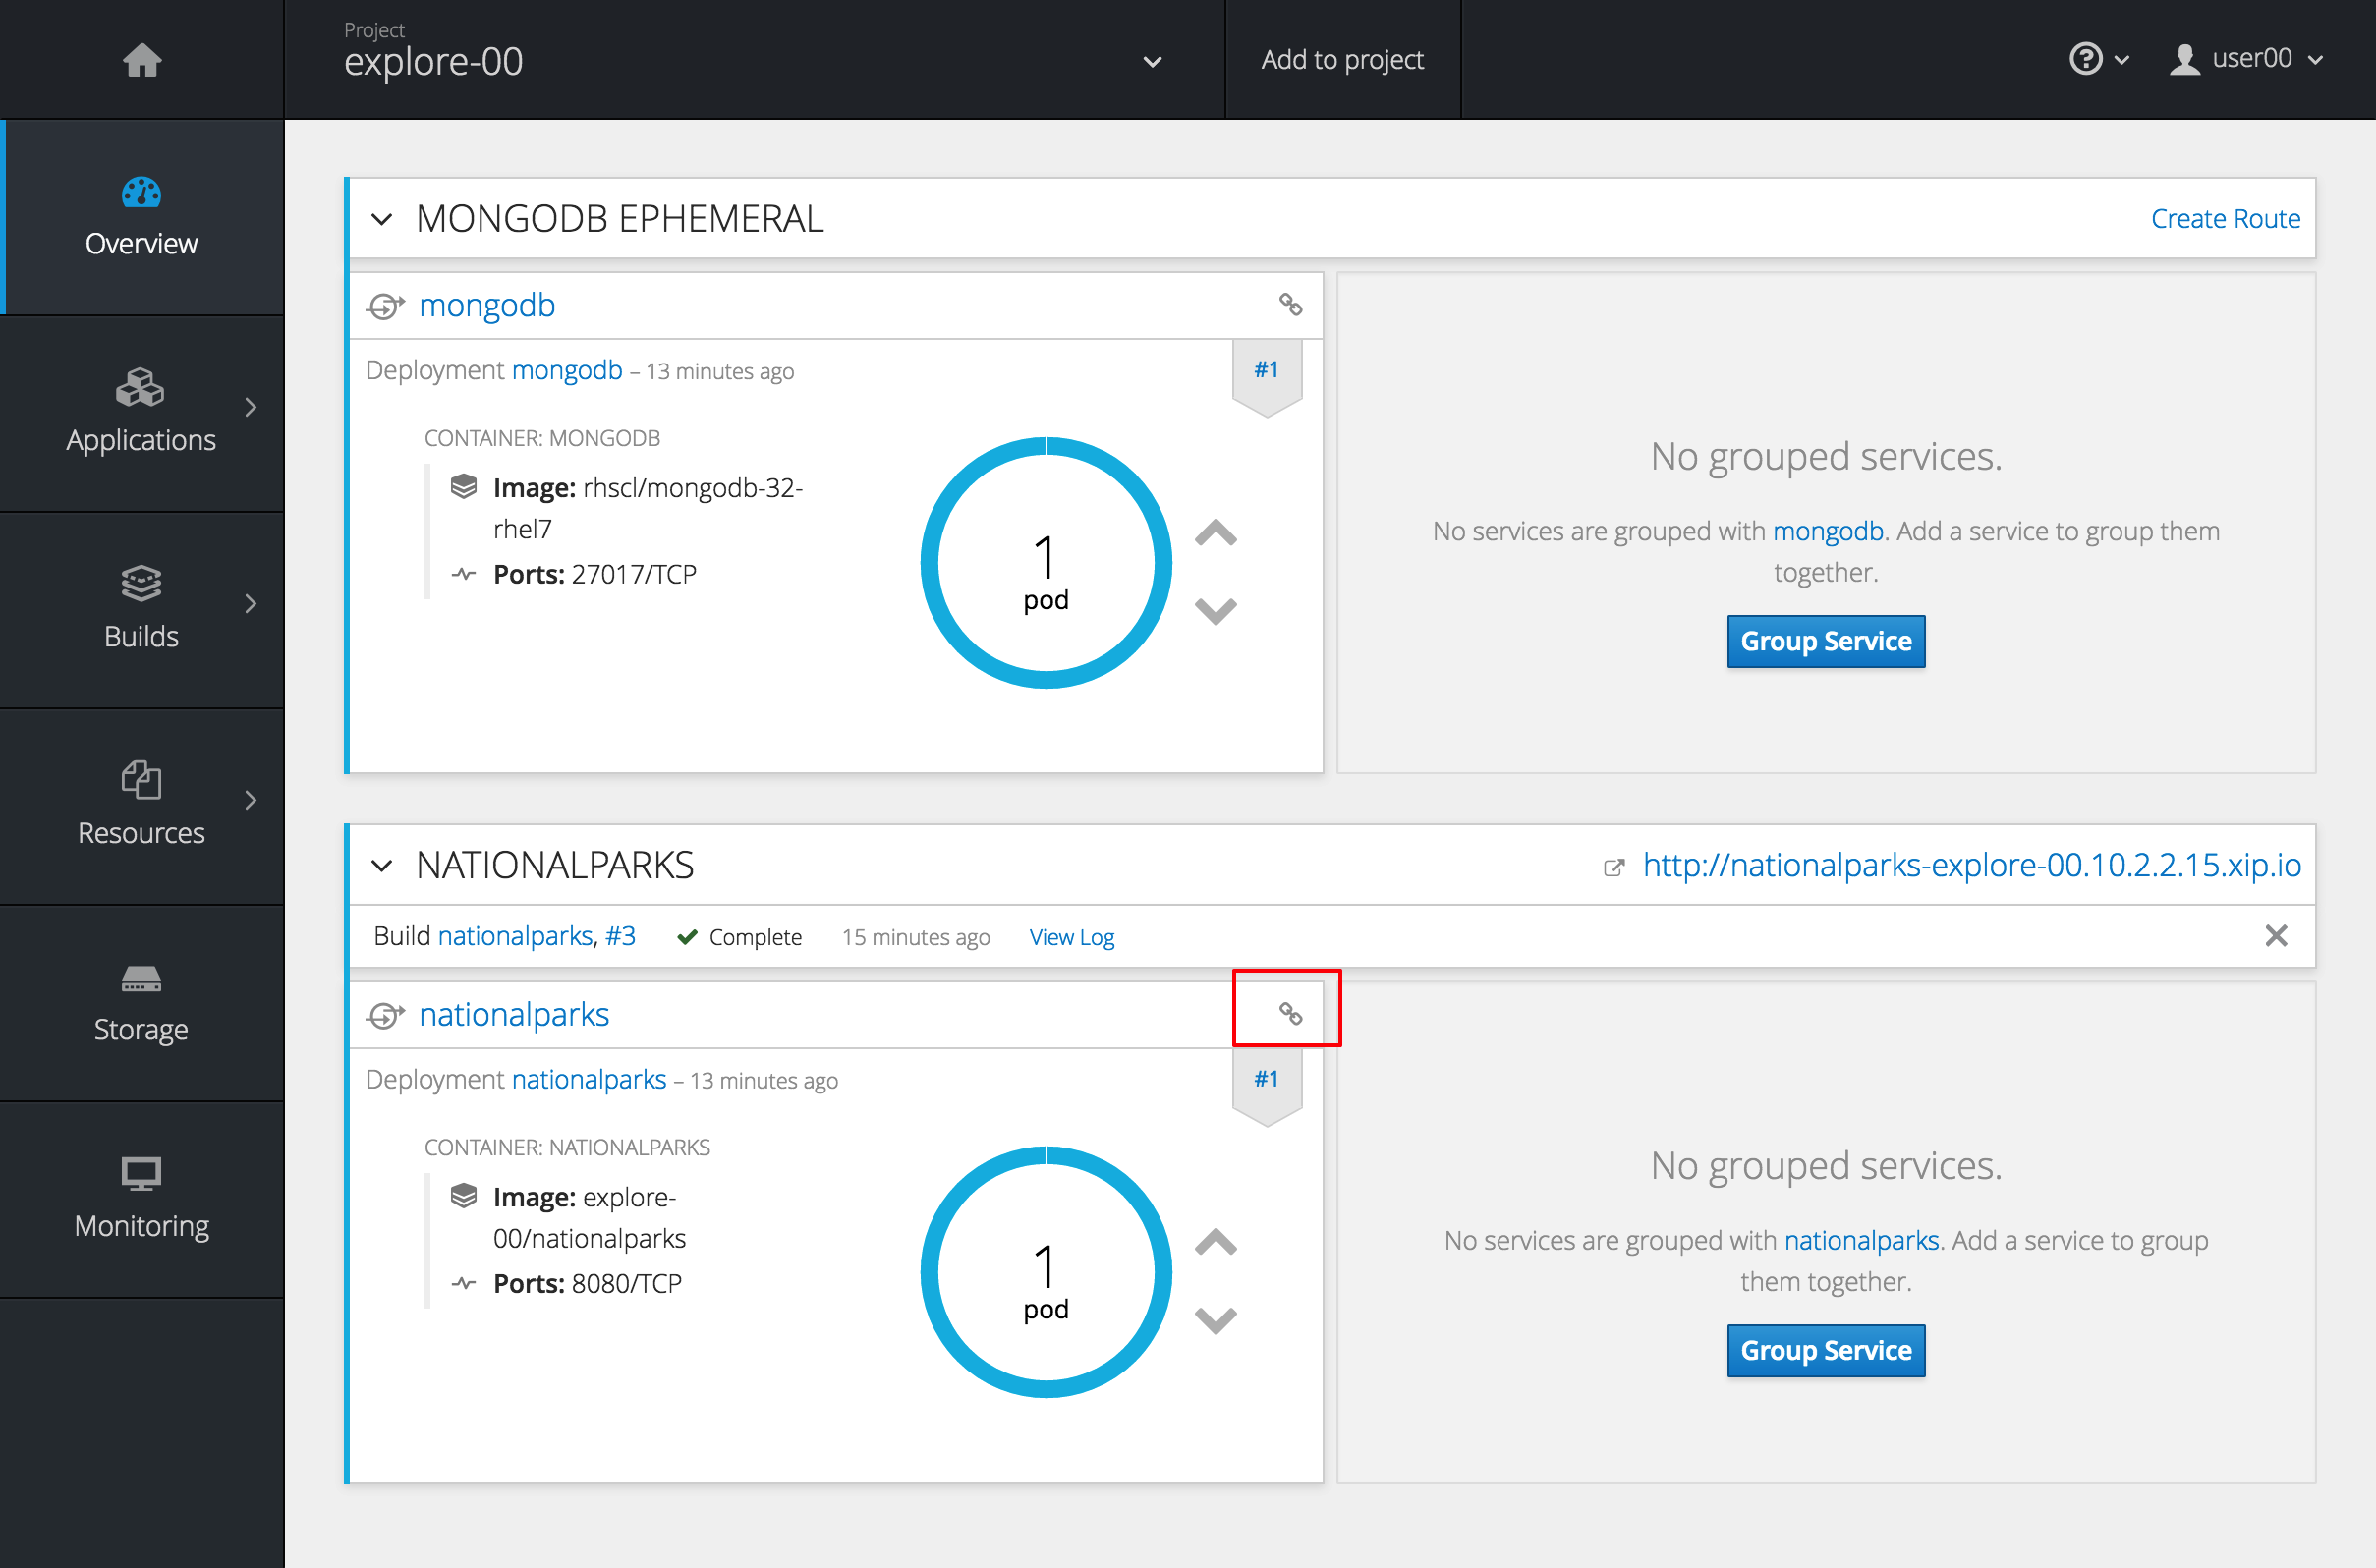 Project
explore-00
Add to project
user00
Overview
Applications
Builds
Resources
Storage
Monitoring
MONGODB EPHEMERAL
Create Route
mongodb
Deployment mongodb – 13 minutes ago
#1
CONTAINER: MONGODB
Image: rhscl/mongodb-32-
rhel7
Ports: 27017/TCP
1
pod
No grouped services.
No services are grouped with mongodb. Add a service to group them
together.
Group Service
NATIONALPARKS
http://nationalparks-explore-00.10.2.2.15.xip.io
Build nationalparks, #3 Complete 15 minutes ago View Log
nationalparks
Deployment nationalparks – 13 minutes ago
#1
CONTAINER: NATIONALPARKS
Image: explore-
00/nationalparks
Ports: 8080/TCP
1
pod
No grouped services.
No services are grouped with nationalparks. Add a service to group
them together.
Group Service